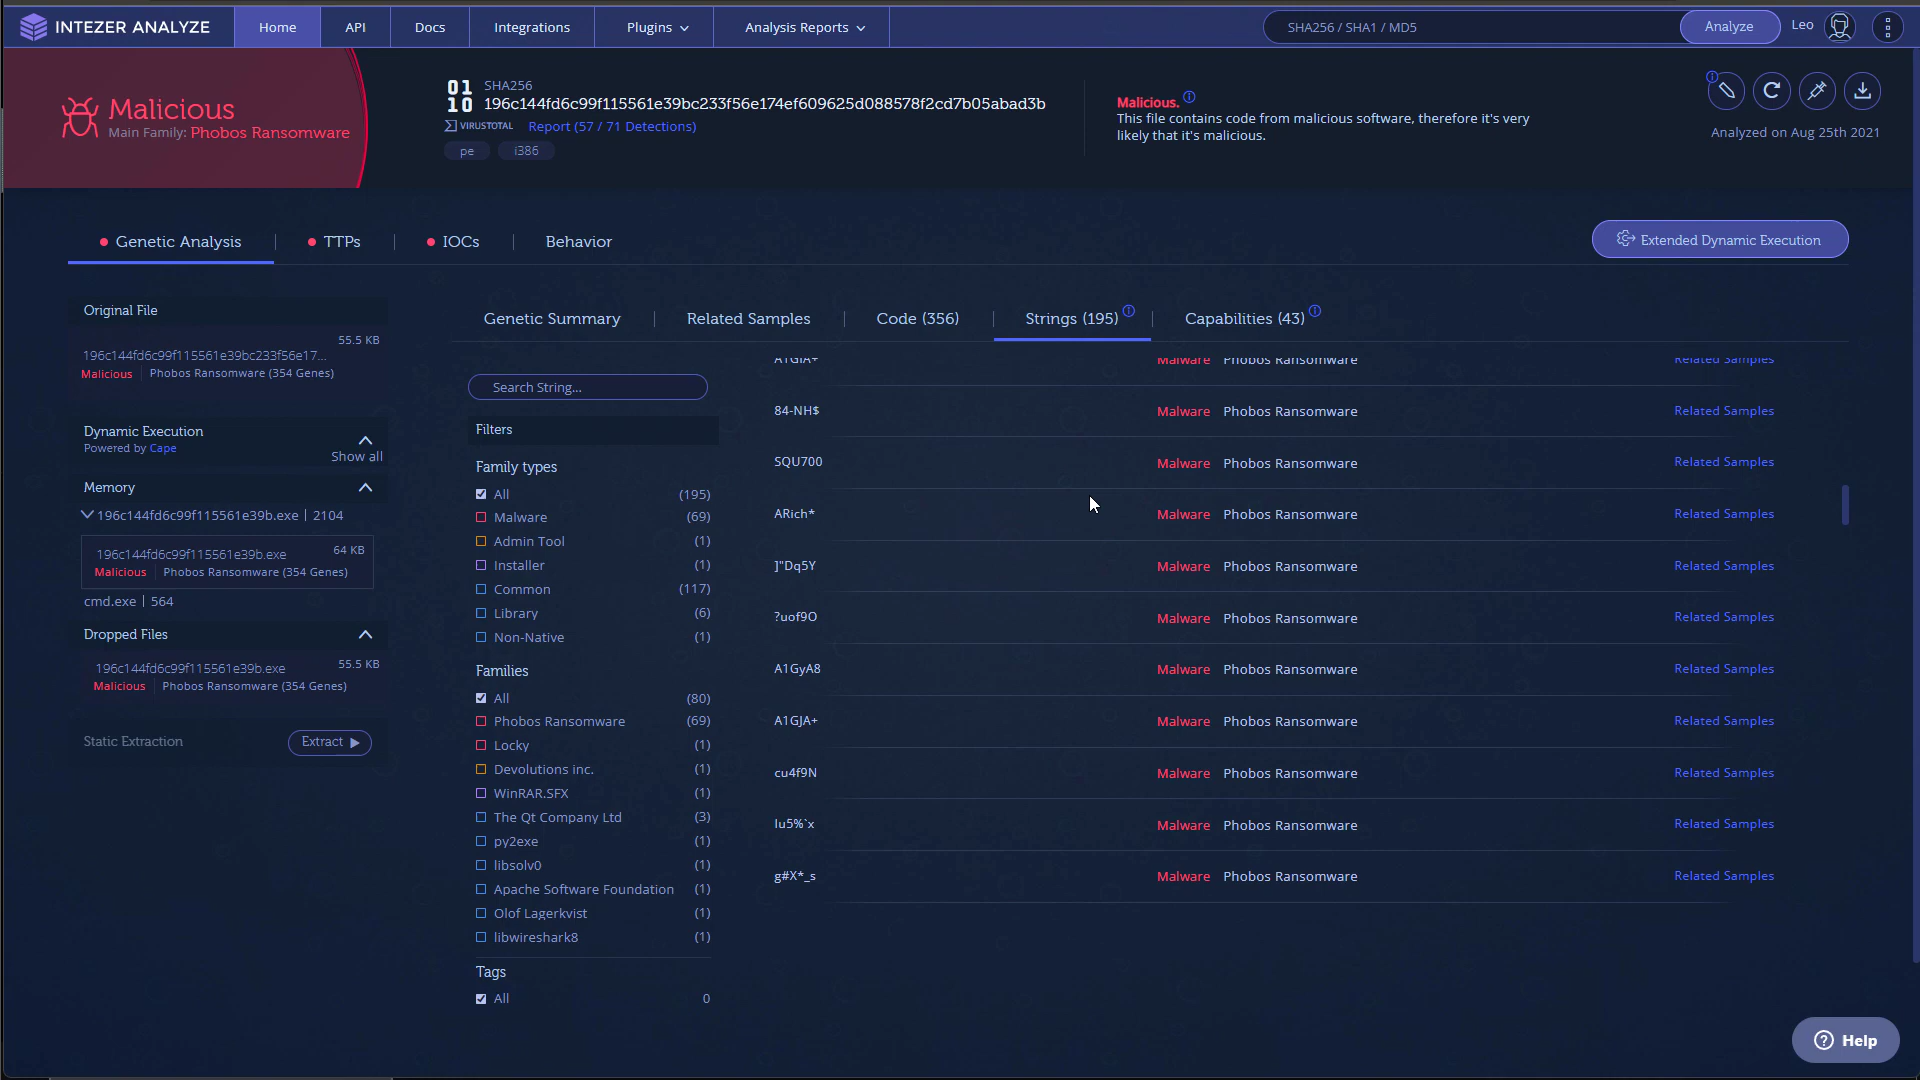 INTEZER ANALYZE
Home
API
Docs
Integrations
Plugins
Analysis Reports
SHA256 / SHA1 / MD5
Analyze
Leo
Malicious
Main Family: Phobos Ransomware
01
10
SHA256
196c144fd6c99f115561e39bc233f56e174ef609625d088578f2cd7b05abad3b
VIRUSTOTAL
Report (57 / 71 Detections)
pe
i386
Malicious.
This file contains code from malicious software, therefore it's very
likely that it's malicious.
Analyzed on Aug 25th 2021
Genetic Analysis
TTPs
IOCs
Behavior
Extended Dynamic Execution
Original File
55.5 KB
196c144fd6c99f115561e39bc233f56e17...
Malicious | Phobos Ransomware (354 Genes)
Dynamic Execution
Powered by Cape
Show all
Memory
196c144fd6c99f115561e39b.exe | 2104
196c144fd6c99f115561e39b.exe
64 KB
Malicious | Phobos Ransomware (354 Genes)
cmd.exe | 564
Dropped Files
196c144fd6c99f115561e39b.exe
55.5 KB
Malicious | Phobos Ransomware (354 Genes)
Static Extraction
Extract
Genetic Summary
Related Samples
Code (356)
Strings (195)
Capabilities (43)
Search String...
Filters
Family types
All (195)
Malware (69)
Admin Tool (1)
Installer (1)
Common (117)
Library (6)
Non-Native (1)
Families
All (80)
Phobos Ransomware (69)
Locky (1)
Devolutions inc. (1)
WinRAR.SFX (1)
The Qt Company Ltd (3)
py2exe (1)
libsolv0 (1)
Apache Software Foundation (1)
Olof Lagerkvist (1)
libwireshark8 (1)
Tags
All 0
Malware Phobos Ransomware Related Samples
84-NH$ Malware Phobos Ransomware Related Samples
SQU700 Malware Phobos Ransomware Related Samples
ARich* Malware Phobos Ransomware Related Samples
]"Dq5Y Malware Phobos Ransomware Related Samples
?uof9O Malware Phobos Ransomware Related Samples
A1GyA8 Malware Phobos Ransomware Related Samples
A1GJA+ Malware Phobos Ransomware Related Samples
cu4f9N Malware Phobos Ransomware Related Samples
Malware Phobos Ransomware Related Samples
g#X*_s Malware Phobos Ransomware Related Samples
Help